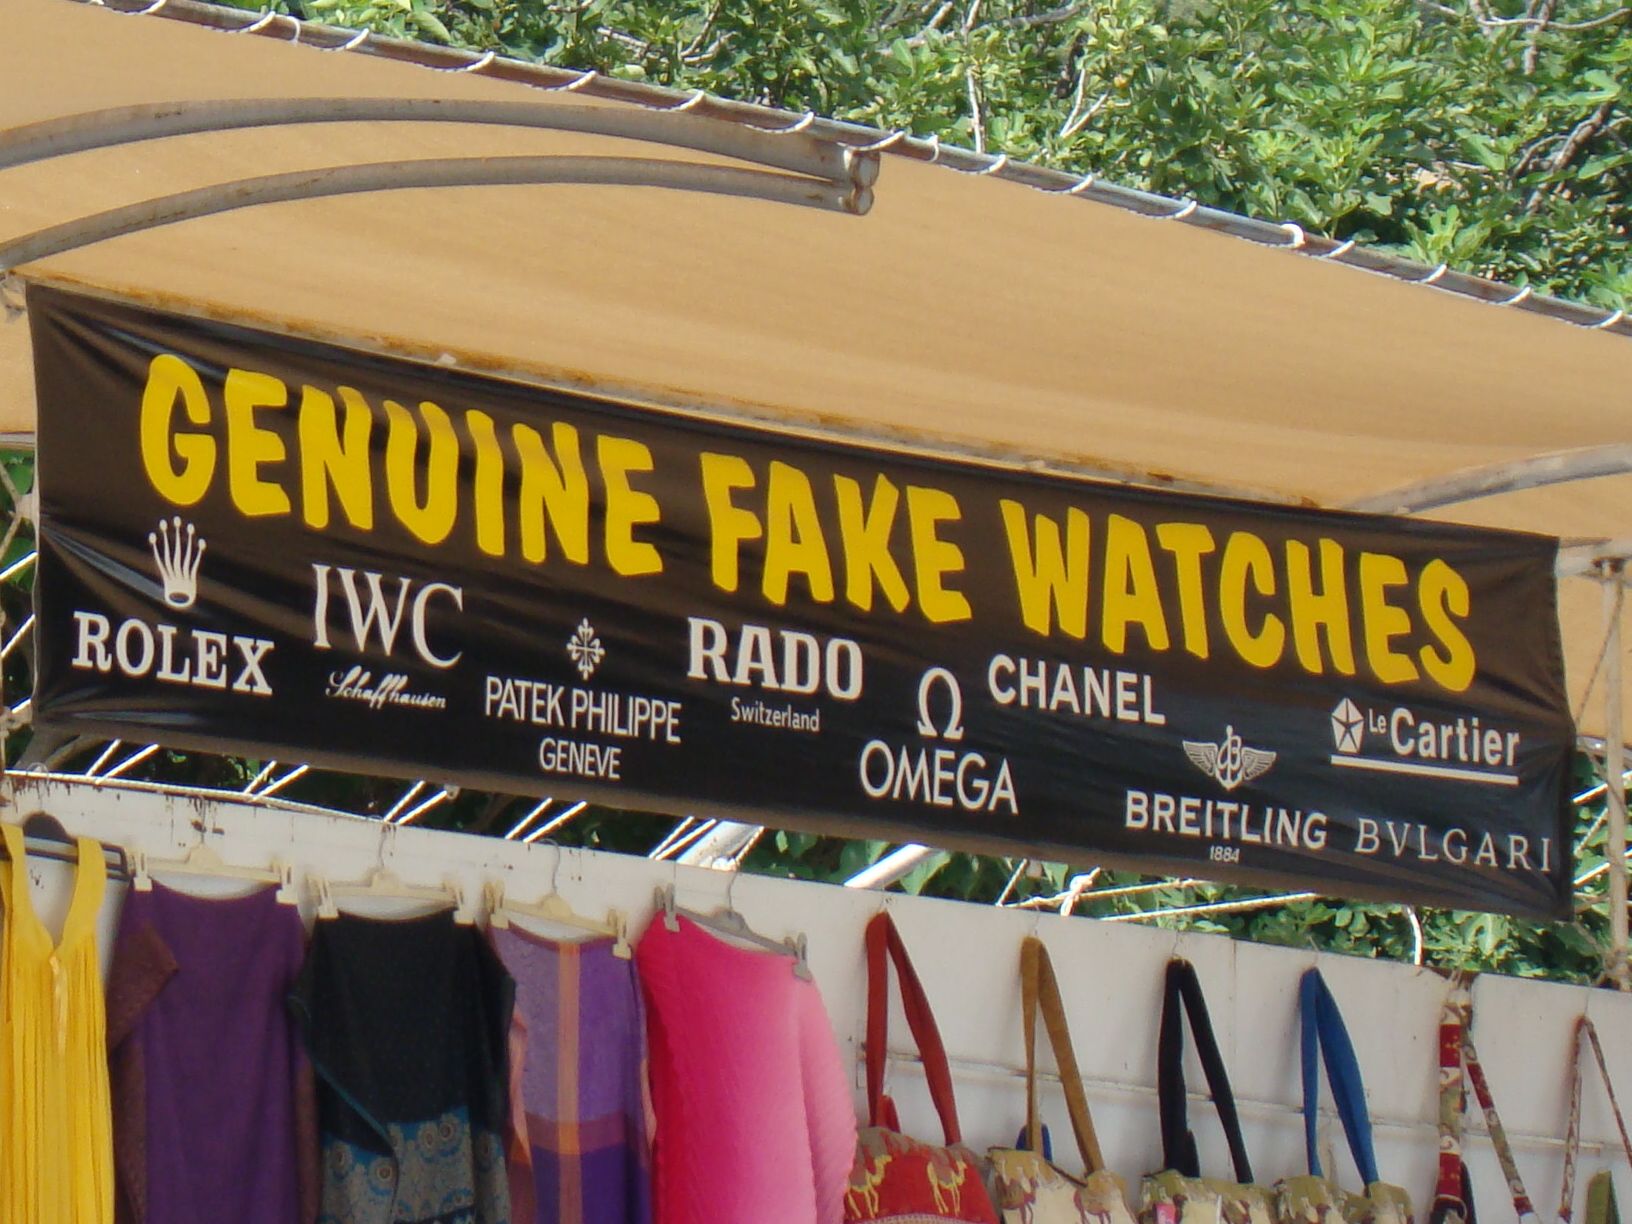 GENUINE FAKE WATCHES
ROLEX
IWC
Schaffhausen
PATEK PHILIPPE
GENEVE
RADO
Switzerland
Ω
OMEGA
CHANEL
BREITLING
1884
Le Cartier
BVLGARI